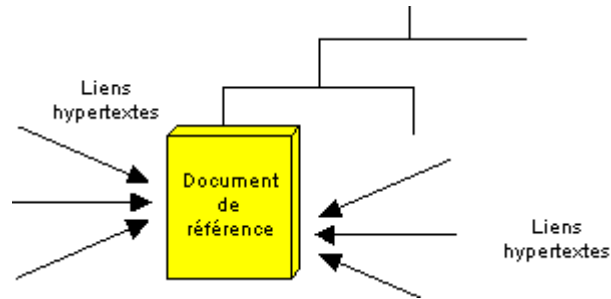 Liens
hypertextes
Document
de
référence
Liens
hypertextes